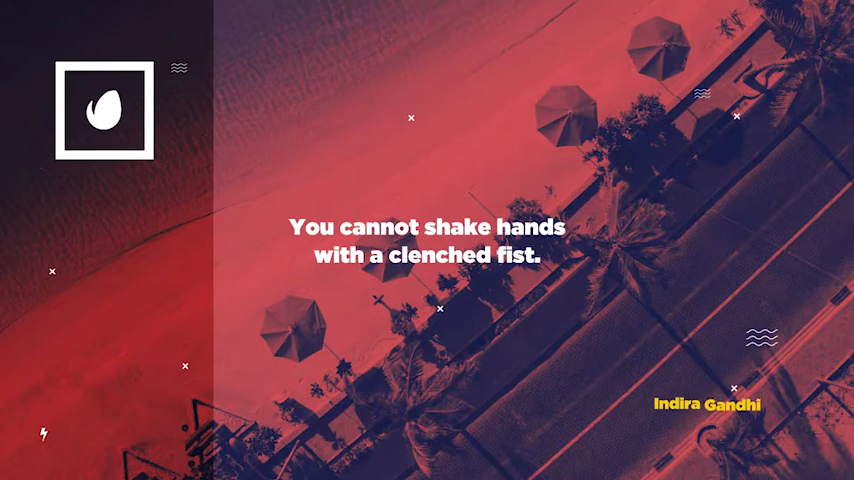 You cannot shake hands
with a clenched fist.
Indira Gandhi